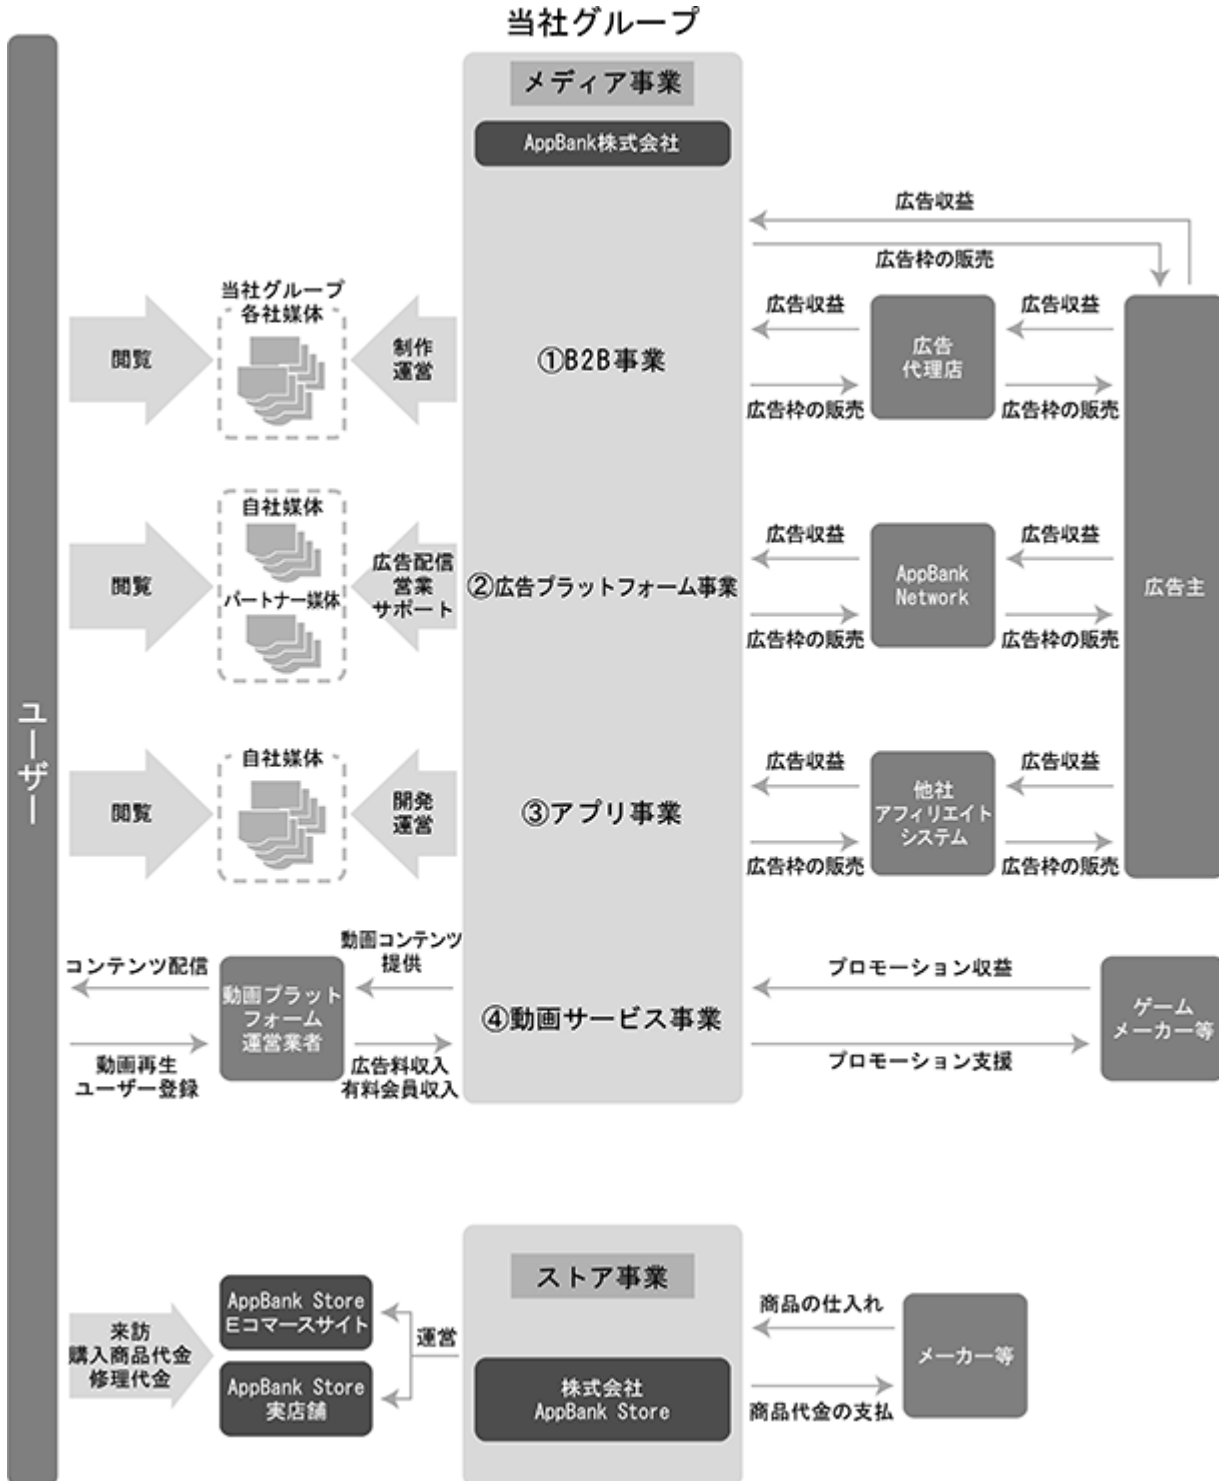 当社グループ
メディア事業
AppBank株式会社
広告収益
広告枠の販売
当社グループ
各社媒体
閲覧
制作
運営
①B2B事業
広告収益
広告枠の販売
広告
代理店
広告収益
広告枠の販売
広告主
自社媒体
パートナー媒体
閲覧
広告配信
営業
サポート
②広告プラットフォーム事業
広告収益
広告枠の販売
AppBank
Network
広告収益
広告枠の販売
ユーザー
自社媒体
閲覧
開発
運営
③アプリ事業
広告収益
広告枠の販売
他社
アフィリエイト
システム
広告収益
広告枠の販売
コンテンツ配信
動画再生
ユーザー登録
動画プラット
フォーム
運営業者
動画コンテンツ
提供
広告料収入
有料会員収入
④動画サービス事業
プロモーション収益
プロモーション支援
ゲーム
メーカー等
ストア事業
来訪
購入商品代金
修理代金
AppBank Store
Eコマースサイト
AppBank Store
実店舗
運営
株式会社
AppBank Store
商品の仕入れ
商品代金の支払
メーカー等